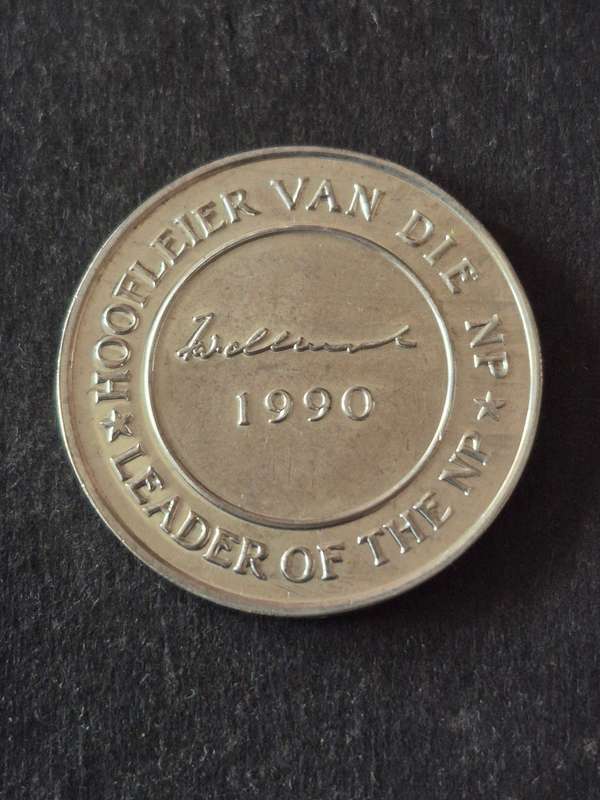 HOOFLEIER VAN DIE NP
1990
LEADER OF THE NP